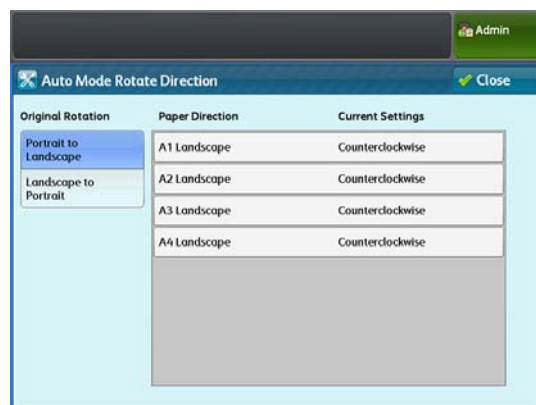 Admin
Auto Mode Rotate Direction
Close
Original Rotation Paper Direction Current Settings
Portrait to
Landscape
A1 Landscape Counterclockwise
Landscape to
Portrait
A2 Landscape Counterclockwise
A3 Landscape Counterclockwise
A4 Landscape Counterclockwise